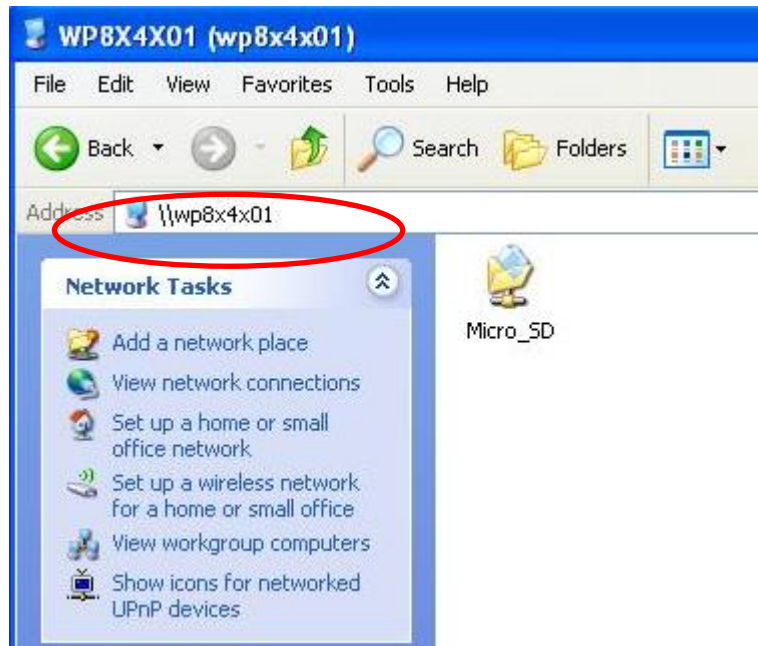 WP8X4X01 (wp8x4x01)
File Edit View Favorites Tools Help
Back Search Folders
Address \\wp8x4x01
Network Tasks
Add a network place
View network connections
Set up a home or small
office network
Set up a wireless network
for a home or small office
View workgroup computers
Show icons for networked
UPnP devices
Micro_SD